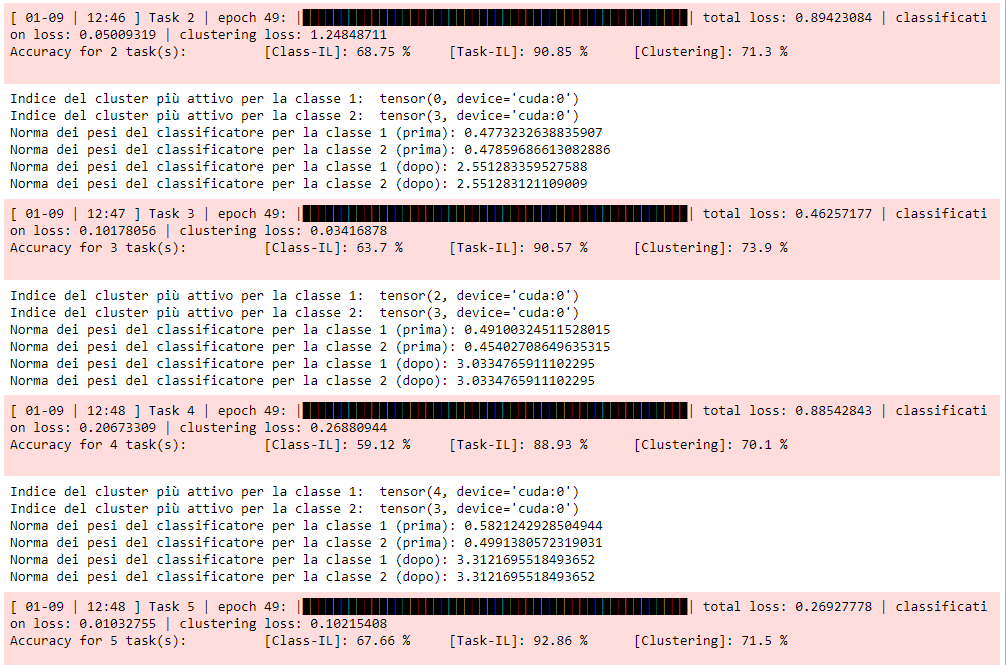 [ 01-09 | 12:46 ] Task 2 | epoch 49: || total loss: 0.89423084 | classificati
on loss: 0.05009319 | clustering loss: 1.24848711
Accuracy for 2 task(s): [Class-IL]: 68.75 % [Task-IL]: 90.85 % [Clustering]: 71.3 %
Indice del cluster più attivo per la classe 1: tensor(0, device='cuda:0')
Indice del cluster più attivo per la classe 2: tensor(3, device='cuda:0')
Norma dei pesi del classificatore per la classe 1 (prima): 0.4773232638835907
Norma dei pesi del classificatore per la classe 2 (prima): 0.47859686613082886
Norma dei pesi del classificatore per la classe 1 (dopo): 2.551283359527588
Norma dei pesi del classificatore per la classe 2 (dopo): 2.551283121109009
[ 01-09 | 12:47 ] Task 3 | epoch 49: || total loss: 0.46257177 | classificati
on loss: 0.10178056 | clustering loss: 0.03416878
Accuracy for 3 task(s): [Class-IL]: 63.7 % [Task-IL]: 90.57 % [Clustering]: 73.9 %
Indice del cluster più attivo per la classe 1: tensor(2, device='cuda:0')
Indice del cluster più attivo per la classe 2: tensor(3, device='cuda:0')
Norma dei pesi del classificatore per la classe 1 (prima): 0.49100324511528015
Norma dei pesi del classificatore per la classe 2 (prima): 0.45402708649635315
Norma dei pesi del classificatore per la classe 1 (dopo): 3.0334765911102295
Norma dei pesi del classificatore per la classe 2 (dopo): 3.0334765911102295
[ 01-09 | 12:48 ] Task 4 | epoch 49: || total loss: 0.88542843 | classificati
on loss: 0.20673309 | clustering loss: 0.26880944
Accuracy for 4 task(s): [Class-IL]: 59.12 % [Task-IL]: 88.93 % [Clustering]: 70.1 %
Indice del cluster più attivo per la classe 1: tensor(4, device='cuda:0')
Indice del cluster più attivo per la classe 2: tensor(3, device='cuda:0')
Norma dei pesi del classificatore per la classe 1 (prima): 0.5821242928504944
Norma dei pesi del classificatore per la classe 2 (prima): 0.4991380572319031
Norma dei pesi del classificatore per la classe 1 (dopo): 3.3121695518493652
Norma dei pesi del classificatore per la classe 2 (dopo): 3.3121695518493652
[ 01-09 | 12:48 ] Task 5 | epoch 49: || total loss: 0.26927778 | classificati
on loss: 0.01032755 | clustering loss: 0.10215408
Accuracy for 5 task(s): [Class-IL]: 67.66 % [Task-IL]: 92.86 % [Clustering]: 71.5 %